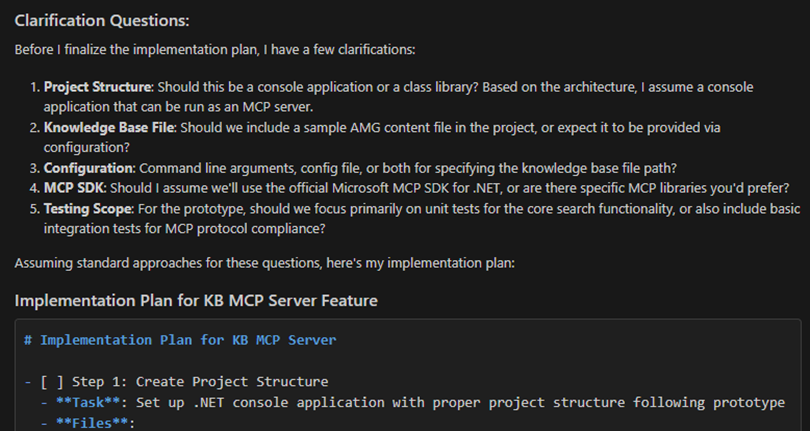 Clarification Questions:
Before I finalize the implementation plan, I have a few clarifications:
1. Project Structure: Should this be a console application or a class library? Based on the architecture, I assume a console
application that can be run as an MCP server.
2. Knowledge Base File: Should we include a sample AMG content file in the project, or expect it to be provided via
configuration?
3. Configuration: Command line arguments, config file, or both for specifying the knowledge base file path?
4. MCP SDK: Should I assume we'll use the official Microsoft MCP SDK for .NET, or are there specific MCP libraries you'd prefer?
5. Testing Scope: For the prototype, should we focus primarily on unit tests for the core search functionality, or also include basic
integration tests for MCP protocol compliance?
Assuming standard approaches for these questions, here's my implementation plan:
Implementation Plan for KB MCP Server Feature
# Implementation Plan for KB MCP Server
- [ ] Step 1: Create Project Structure
- **Task**: Set up .NET console application with proper project structure following prototype
- **Files**: